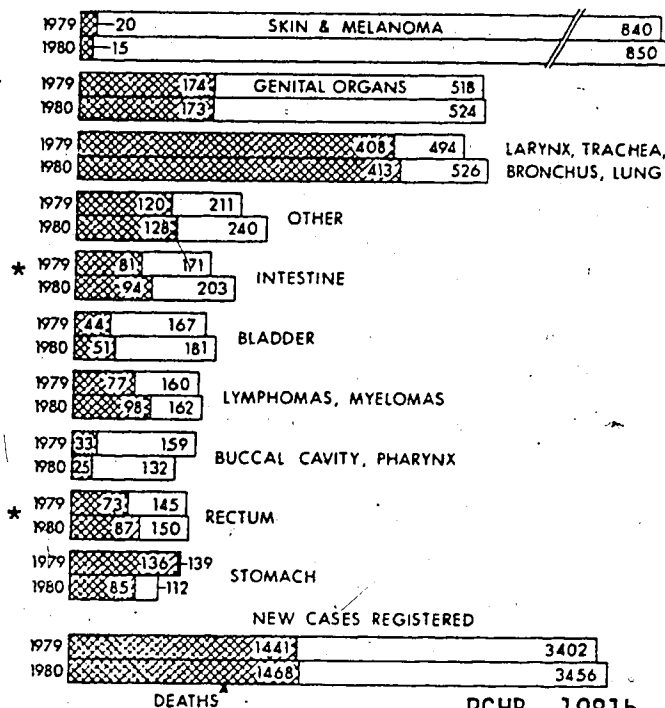 1979 20 SKIN & MELANOMA 840
1980 15 850
1979 174 GENITAL ORGANS 518
1980 173 524
1979 408 494 LARYNX, TRACHEA,
1980 413 526 BRONCHUS, LUNG
1979 120 211 OTHER
1980 128 240
* 1979 81 171 INTESTINE
1980 94 203
1979 44 167 BLADDER
1980 51 181
1979 77 160 LYMPHOMAS, MYELOMAS
1980 98 162
1979 33 159 BUCCAL CAVITY, PHARYNX
1980 25 132
* 1979 73 145 RECTUM
1980 87 150
1979 136 139 STOMACH
1980 85 112
NEW CASES REGISTERED
1979 1441 3402
1980 1468 3456
DEATHS